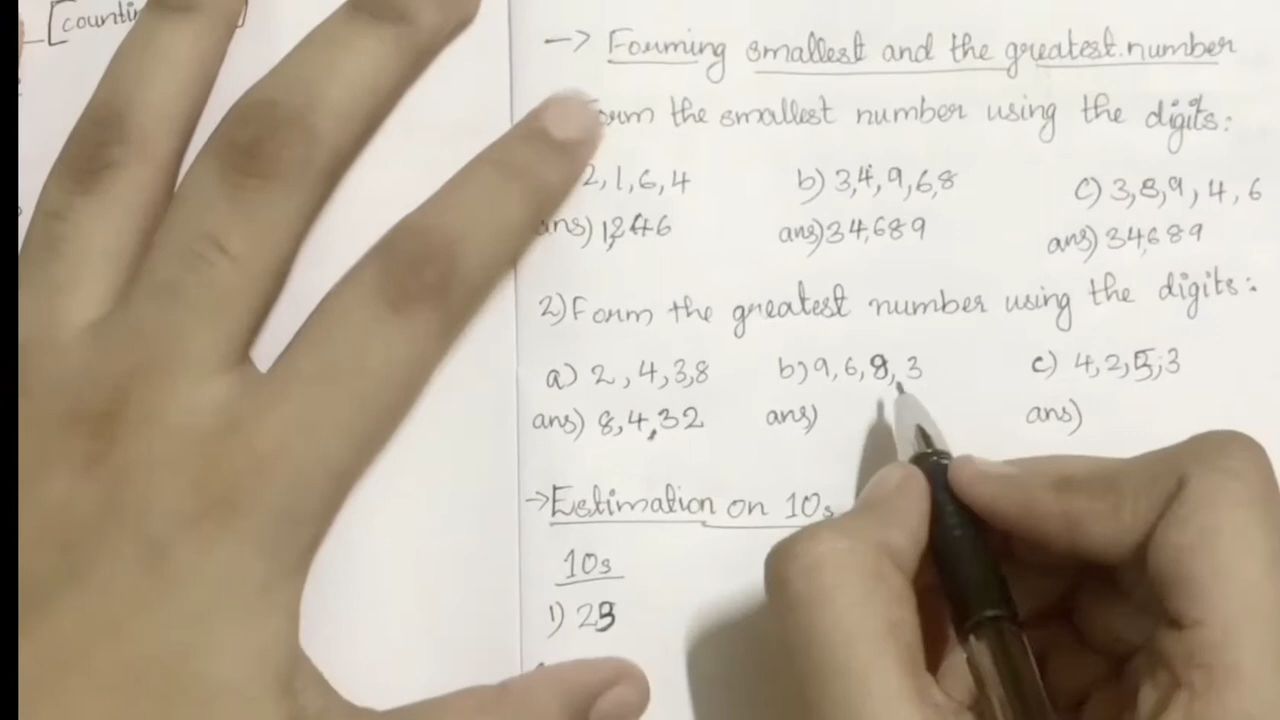 [counti
→ Forming smallest and the greatest number
orm the smallest number using the digits:
2,1,6,4 b) 3,4,9,6,8 c) 3,8,9,4,6
ans) 1,246 ans) 34,689 ans) 34,689
2) Form the greatest number using the digits:
a) 2,4,3,8 b) 9,6,8,3 c) 4,2,5,3
ans) 8,4,32 ans) ans)
→ Estimation on 10s
10s
1) 23